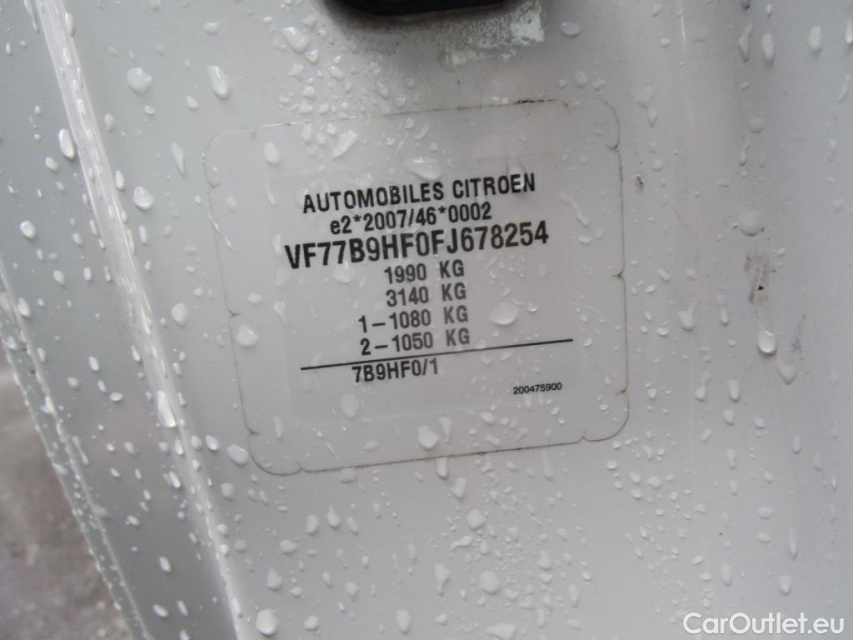 AUTOMOBILES CITROEN
e2*2007/46*0002
VF77B9HF0FJ678254
1990 KG
3140 KG
1-1080 KG
2-1050 KG
7B9HF0/1
200475900
CarOutlet.eu